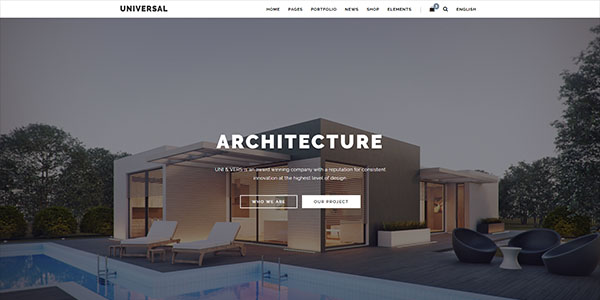 UNIVERSAL
HOME PAGES PORTFOLIO NEWS SHOP ELEMENTS ENGLISH
ARCHITECTURE
UNI & VERS is an award winning company with a reputation for consistent
innovation at the highest level of design.
WHO WE ARE OUR PROJECT